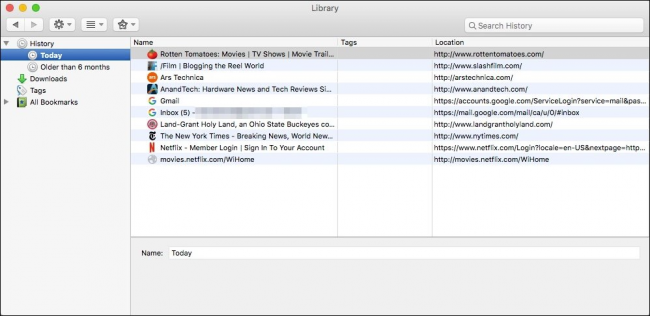 Library
Search History
History
Today
Older than 6 months
Downloads
Tags
All Bookmarks
Name Tags Location
Rotten Tomatoes: Movies | TV Shows | Movie Trail... http://www.rottentomatoes.com/
/Film | Blogging the Reel World http://www.slashfilm.com/
Ars Technica http://arstechnica.com/
AnandTech: Hardware News and Tech Reviews Si... http://www.anandtech.com/
Gmail https://accounts.google.com/ServiceLogin?service=mail&pas...
Inbox (5) - https://mail.google.com/mail/ca/u/0/#inbox
Land-Grant Holy Land, an Ohio State Buckeyes co... http://www.landgrantholyland.com/
The New York Times - Breaking News, World New... http://www.nytimes.com/
Netflix - Member Login | Sign In To Your Account https://www.netflix.com/Login?locale=en-US&nextpage=http...
movies.netflix.com/WiHome http://movies.netflix.com/WiHome
Name: Today